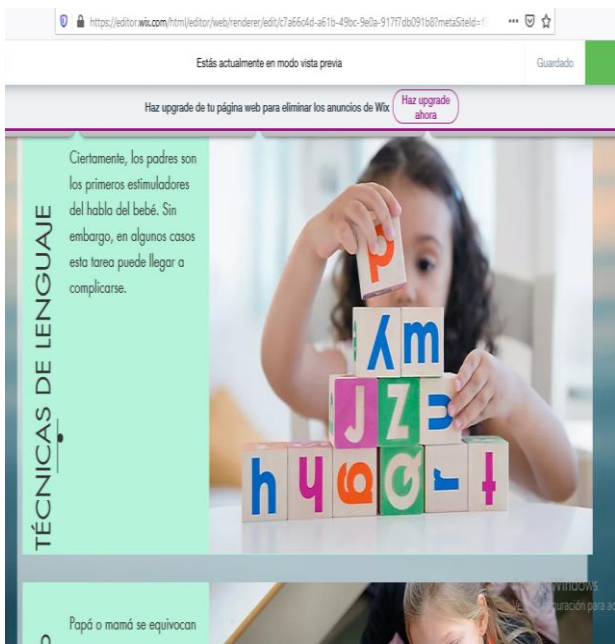 https://editor.wix.com/html/editor/web/renderer/edit/c7a66c4d-a61b-49bc-9e0a-917f7db091b8?metaSiteId=
Estás actualmente en modo vista previa
Guardado
Haz upgrade de tu página web para eliminar los anuncios de Wix
Haz upgrade
ahora
TÉCNICAS DE LENGUAJE
Ciertamente, los padres son
los primeros estimuladores
del habla del bebé. Sin
embargo, en algunos casos
esta tarea puede llegar a
complicarse.
P
y m
J Z
h
Papá o mamá se equivocan
Windows
para